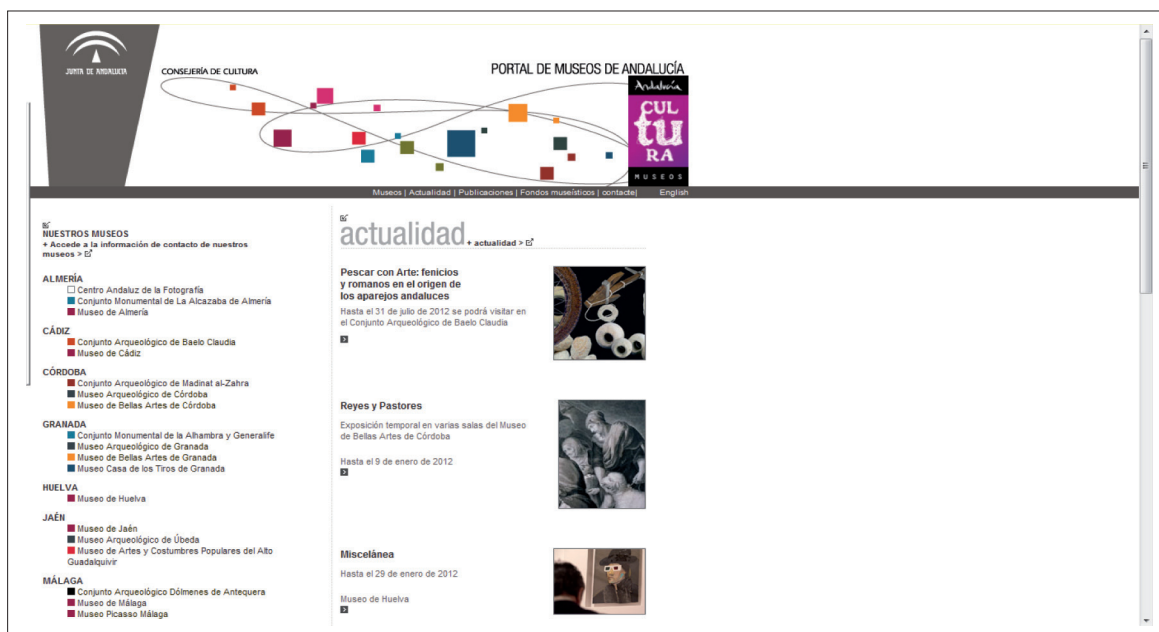 JUNTA DE ANDALUCIA
CONSEJERÍA DE CULTURA
PORTAL DE MUSEOS DE ANDALUCÍA
Andalucía
CUL
tU
RA
MUSEOS
Museos | Actualidad | Publicaciones | Fondos museísticos | contacte|
English
NUESTROS MUSEOS
+ Accede a la información de contacto de nuestros
museos >
ALMERÍA
Centro Andaluz de la Fotografía
Conjunto Monumental de La Alcazaba de Almería
Museo de Almería
CÁDIZ
Conjunto Arqueológico de Baelo Claudia
Museo de Cádiz
CÓRDOBA
Conjunto Arqueológico de Madinat al-Zahra
Museo Arqueológico de Córdoba
Museo de Bellas Artes de Córdoba
GRANADA
Conjunto Monumental de la Alhambra y Generalife
Museo Arqueológico de Granada
Museo de Bellas Artes de Granada
Museo Casa de los Tiros de Granada
HUELVA
Museo de Huelva
JAÉN
Museo de Jaén
Museo Arqueológico de Úbeda
Museo de Artes y Costumbres Populares del Alto
Guadalquivir
MÁLAGA
Conjunto Arqueológico Dólmenes de Antequera
Museo de Málaga
Museo Picasso Málaga
actualidad + actualidad >
Pescar con Arte: fenicios
y romanos en el origen de
los aparejos andaluces
Hasta el 31 de julio de 2012 se podrá visitar en
el Conjunto Arqueológico de Baelo Claudia
Reyes y Pastores
Exposición temporal en varias salas del Museo
de Bellas Artes de Córdoba
Hasta el 9 de enero de 2012
Miscelánea
Hasta el 29 de enero de 2012
Museo de Huelva